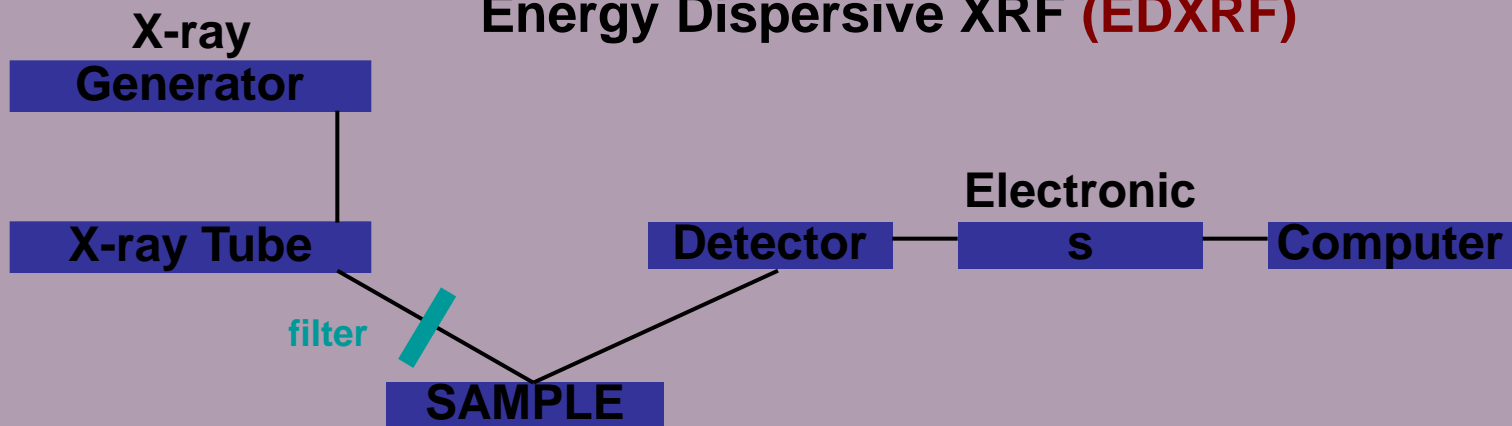 Energy Dispersive XRF (EDXRF)
X-ray
Generator
X-ray Tube
Detector
Electronic
s
Computer
filter
SAMPLE